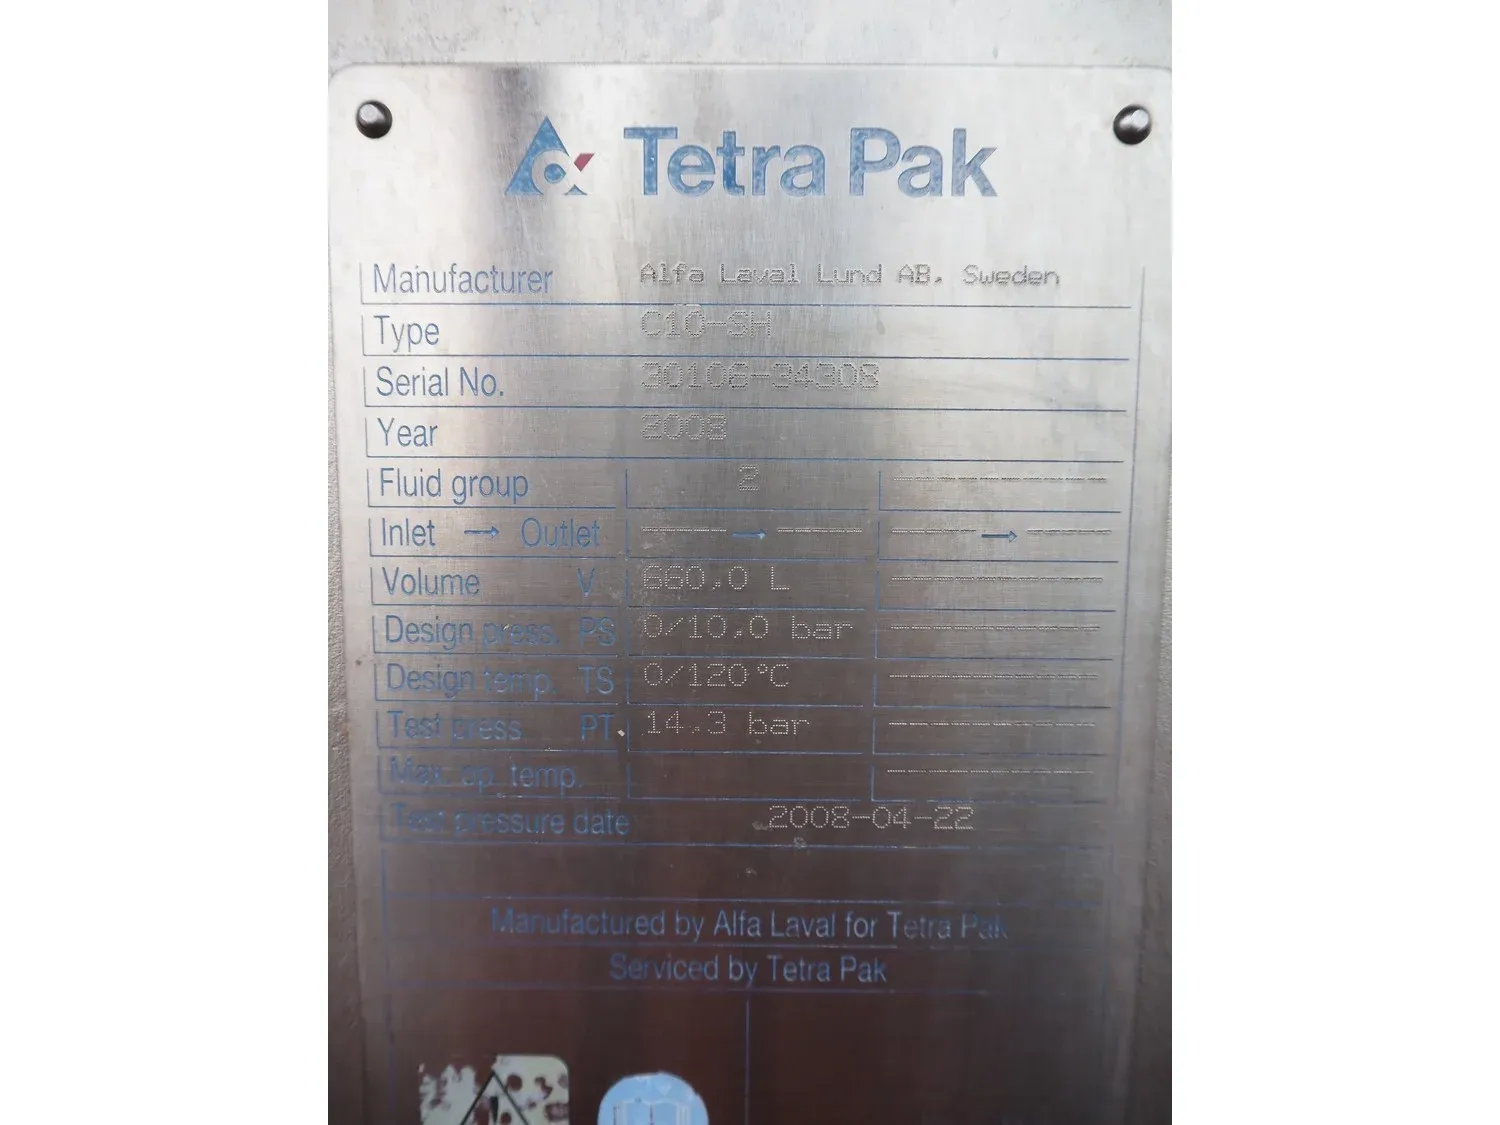 Tetra Pak
Manufacturer Alfa Laval Lund AB, Sweden
Type C10-SH
Serial No. 30106-34308
Year 2008
Fluid group 2 ----------
Inlet → Outlet ---- → ---- ---- → ----
Volume V 660,0 L ----------
Design press. PS 0/10,0 bar ----------
Design temp. TS 0/120°C ----------
Test press. PT 14,3 bar ----------
Max. op. temp. ----------
Test pressure date 2008-04-22
Manufactured by Alfa Laval for Tetra Pak
Serviced by Tetra Pak